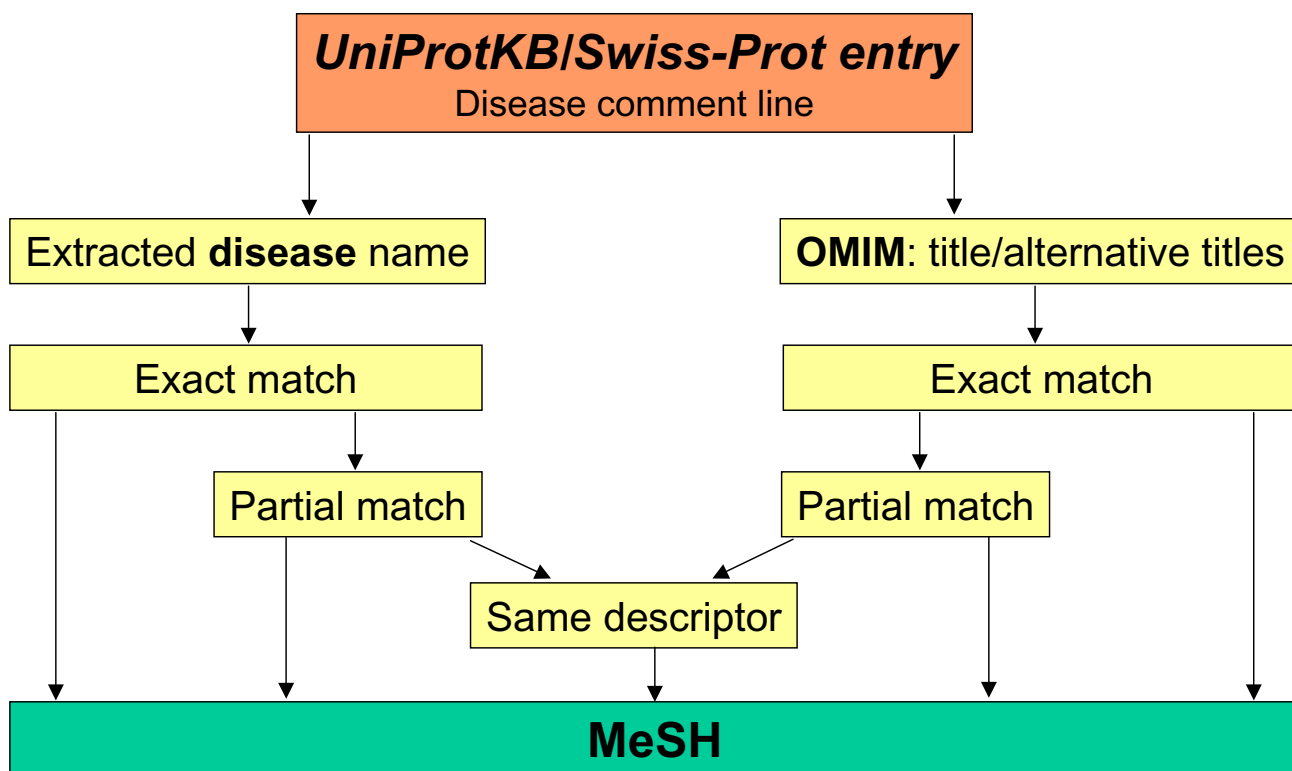 UniProtKB/Swiss-Prot entry
Disease comment line
Extracted disease name
OMIM: title/alternative titles
Exact match
Exact match
Partial match
Partial match
Same descriptor
MeSH